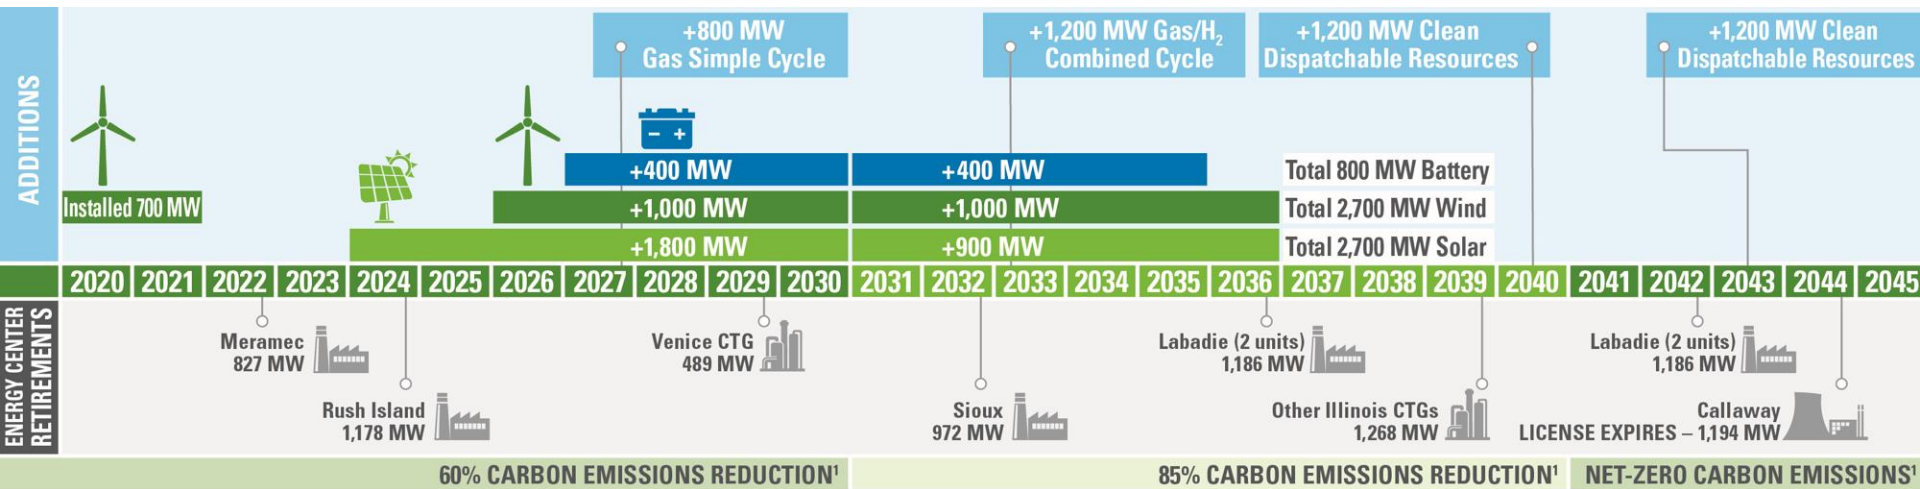 ADDITIONS
+800 MW
Gas Simple Cycle
+1,200 MW Gas/H₂
Combined Cycle
+1,200 MW Clean
Dispatchable Resources
+1,200 MW Clean
Dispatchable Resources
+400 MW
+400 MW
Total 800 MW Battery
Installed 700 MW
+1,000 MW
+1,000 MW
Total 2,700 MW Wind
+1,800 MW
+900 MW
Total 2,700 MW Solar
2020 2021 2022 2023 2024 2025 2026 2027 2028 2029 2030 2031 2032 2033 2034 2035 2036 2037 2038 2039 2040 2041 2042 2043 2044 2045
ENERGY CENTER
RETIREMENTS
Meramec
827 MW
Rush Island
1,178 MW
Venice CTG
489 MW
Sioux
972 MW
Labadie (2 units)
1,186 MW
Other Illinois CTGs
1,268 MW
Labadie (2 units)
1,186 MW
Callaway
LICENSE EXPIRES – 1,194 MW
60% CARBON EMISSIONS REDUCTION¹
85% CARBON EMISSIONS REDUCTION¹
NET-ZERO CARBON EMISSIONS¹